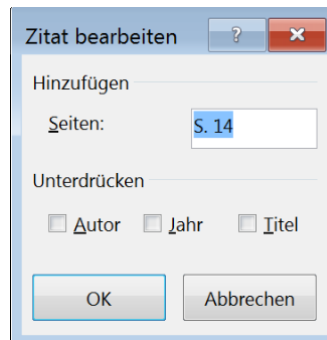 Zitat bearbeiten ?
Hinzufügen
Seiten: S. 14
Unterdrücken
Autor Jahr Titel
OK Abbrechen